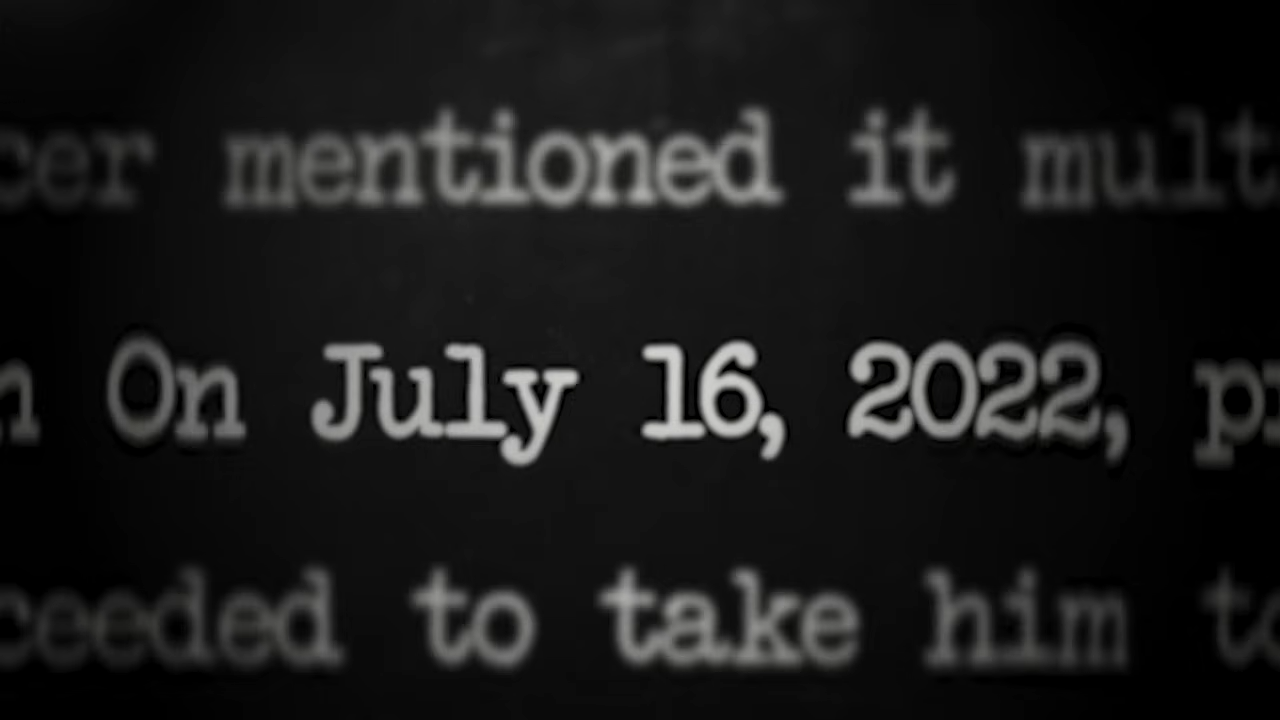 cer mentioned it mult
n On July 16, 2022, pr
ceeded to take him to